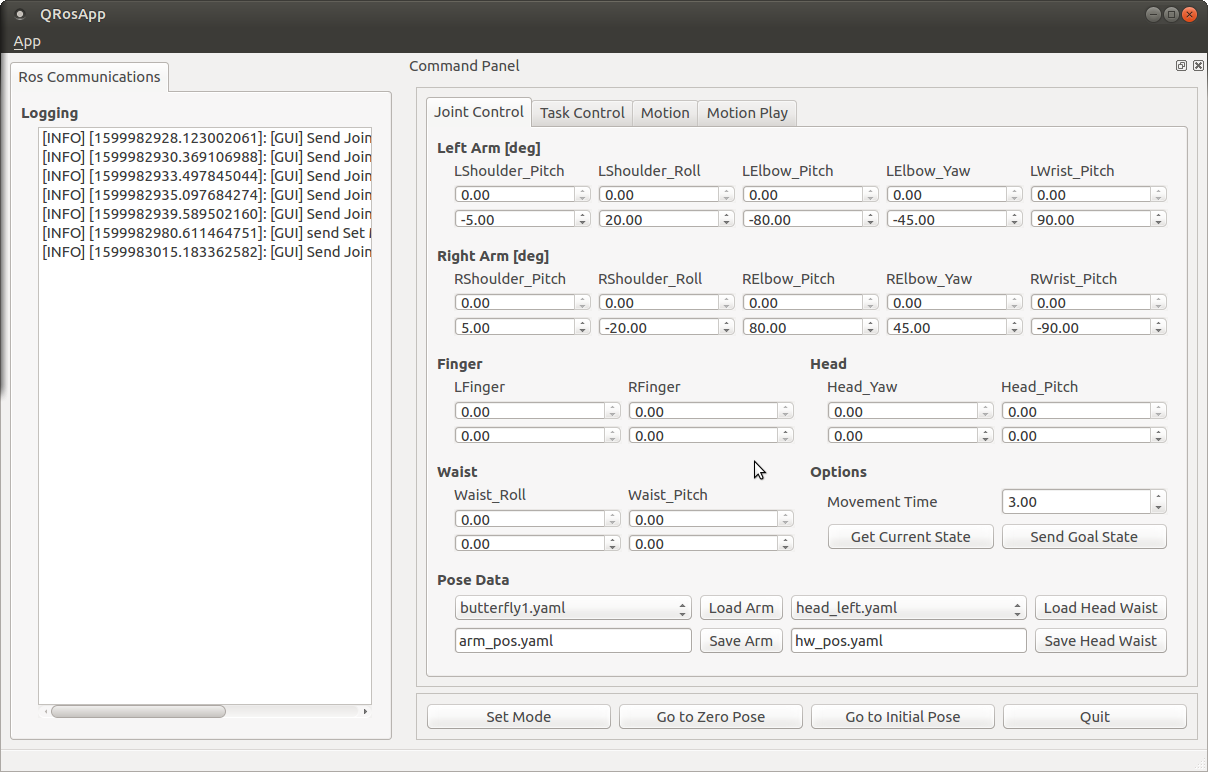 QRosApp
App
Ros Communications
Logging
[INFO] [1599982928.123002061]: [GUI] Send Join
[INFO] [1599982930.369106988]: [GUI] Send Join
[INFO] [1599982933.497845044]: [GUI] Send Join
[INFO] [1599982935.097684274]: [GUI] Send Join
[INFO] [1599982939.589502160]: [GUI] Send Join
[INFO] [1599982980.611464751]: [GUI] send Set
[INFO] [1599983015.183362582]: [GUI] Send Join
Command Panel
Joint Control Task Control Motion Motion Play
Left Arm [deg]
LShoulder_Pitch LShoulder_Roll LElbow_Pitch LElbow_Yaw LWrist_Pitch
0.00 0.00 0.00 0.00 0.00
-5.00 20.00 -80.00 -45.00 90.00
Right Arm [deg]
RShoulder_Pitch RShoulder_Roll RElbow_Pitch RElbow_Yaw RWrist_Pitch
0.00 0.00 0.00 0.00 0.00
5.00 -20.00 80.00 45.00 -90.00
Finger Head
LFinger RFinger Head_Yaw Head_Pitch
0.00 0.00 0.00 0.00
0.00 0.00 0.00 0.00
Waist Options
Waist_Roll Waist_Pitch Movement Time 3.00
0.00 0.00
0.00 0.00 Get Current State Send Goal State
Pose Data
butterfly1.yaml Load Arm head_left.yaml Load Head Waist
arm_pos.yaml Save Arm hw_pos.yaml Save Head Waist
Set Mode Go to Zero Pose Go to Initial Pose Quit